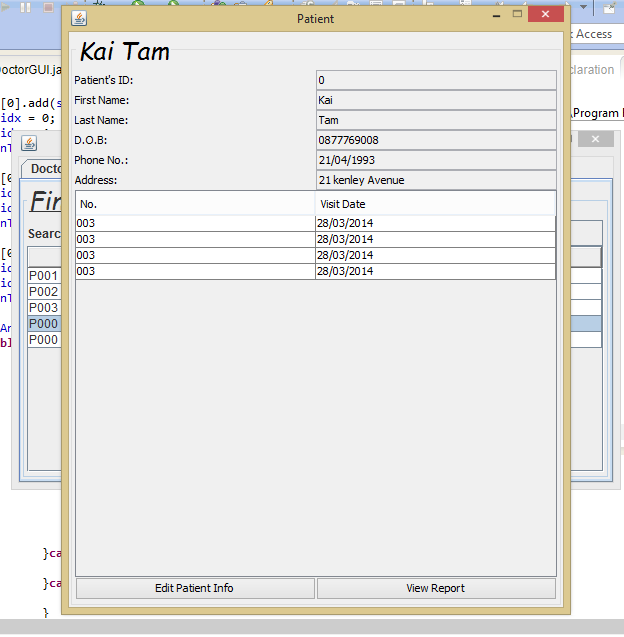 Patient
Access
octorGUI.ja
claration
[0].add(s
\Program
idx = 0;
Docto
Search
P001
P002
P003
P000
P000
}ca
}ca
}
Kai Tam
Patient's ID: 0
First Name: Kai
Last Name: Tam
D.O.B: 0877769008
Phone No.: 21/04/1993
Address: 21 kenley Avenue
No. Visit Date
003 28/03/2014
003 28/03/2014
003 28/03/2014
003 28/03/2014
Edit Patient Info View Report